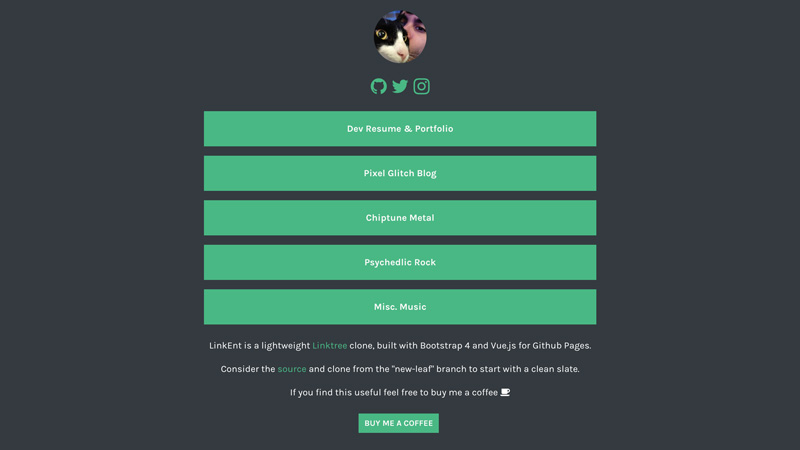 Dev Resume & Portfolio
Pixel Glitch Blog
Chiptune Metal
Psychedlic Rock
Misc. Music
LinkEnt is a lightweight Linktree clone, built with Bootstrap 4 and Vue.js for Github Pages.
Consider the source and clone from the "new-leaf" branch to start with a clean slate.
If you find this useful feel free to buy me a coffee
BUY ME A COFFEE